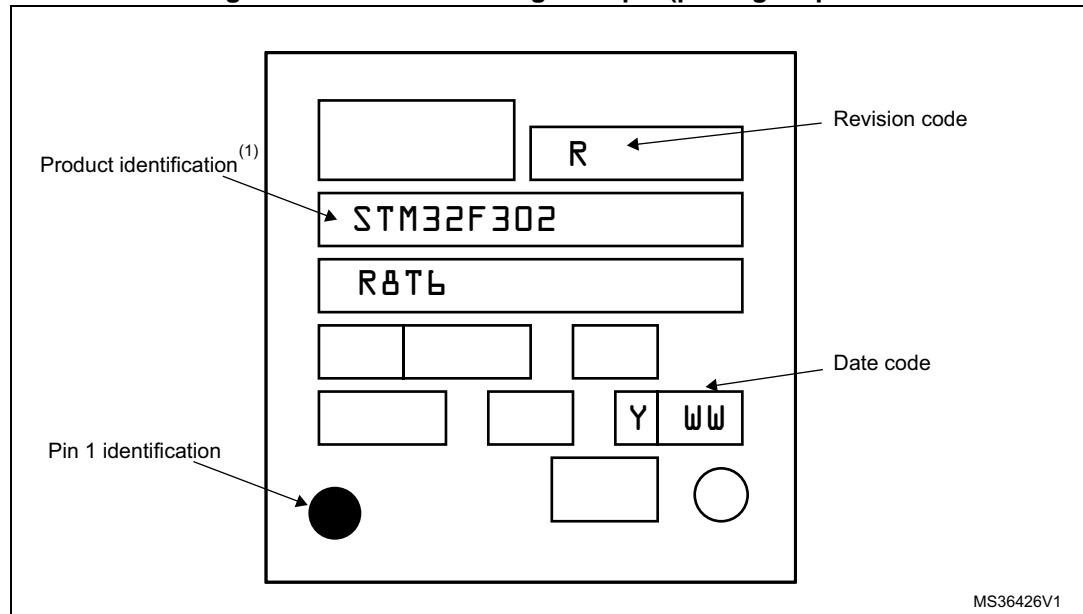 Revision code
R
Product identification(1)
STM32F302
R8T6
Date code
Y WW
Pin 1 identification
MS36426V1